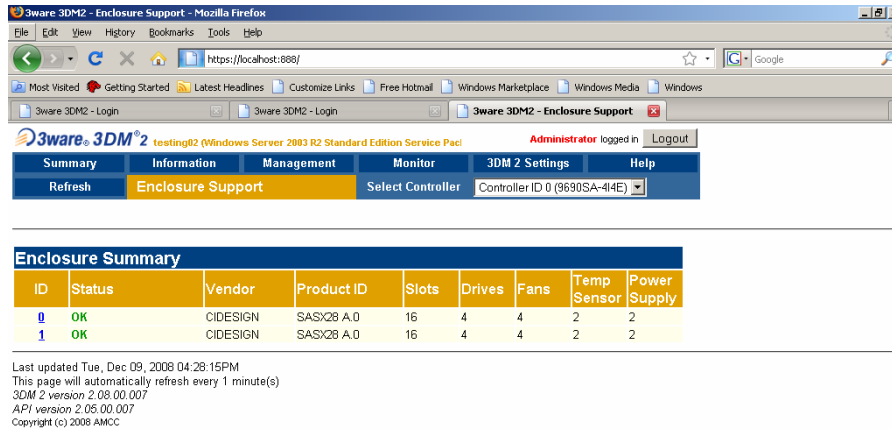 3ware 3DM2 - Enclosure Support - Mozilla Firefox
File Edit View History Bookmarks Tools Help
https://localhost:888/
G Google
Most Visited Getting Started Latest Headlines Customize Links Free Hotmail Windows Marketplace Windows Media Windows
3ware 3DM2 - Login 3ware 3DM2 - Login 3ware 3DM2 - Enclosure Support
3ware® 3DM®2 testing02 (Windows Server 2003 R2 Standard Edition Service Pacl Administrator logged in Logout
Summary Information Management Monitor 3DM 2 Settings Help
Refresh Enclosure Support Select Controller Controller ID 0 (9690SA-4I4E)
Enclosure Summary
ID Status Vendor Product ID Slots Drives Fans Temp Sensor Power Supply
0 OK CIDESIGN SASX28 A.0 16 4 4 2 2
1 OK CIDESIGN SASX28 A.0 16 4 4 2 2
Last updated Tue, Dec 09, 2008 04:28:15PM
This page will automatically refresh every 1 minute(s)
3DM 2 version 2.08.00.007
API version 2.05.00.007
Copyright (c) 2008 AMCC